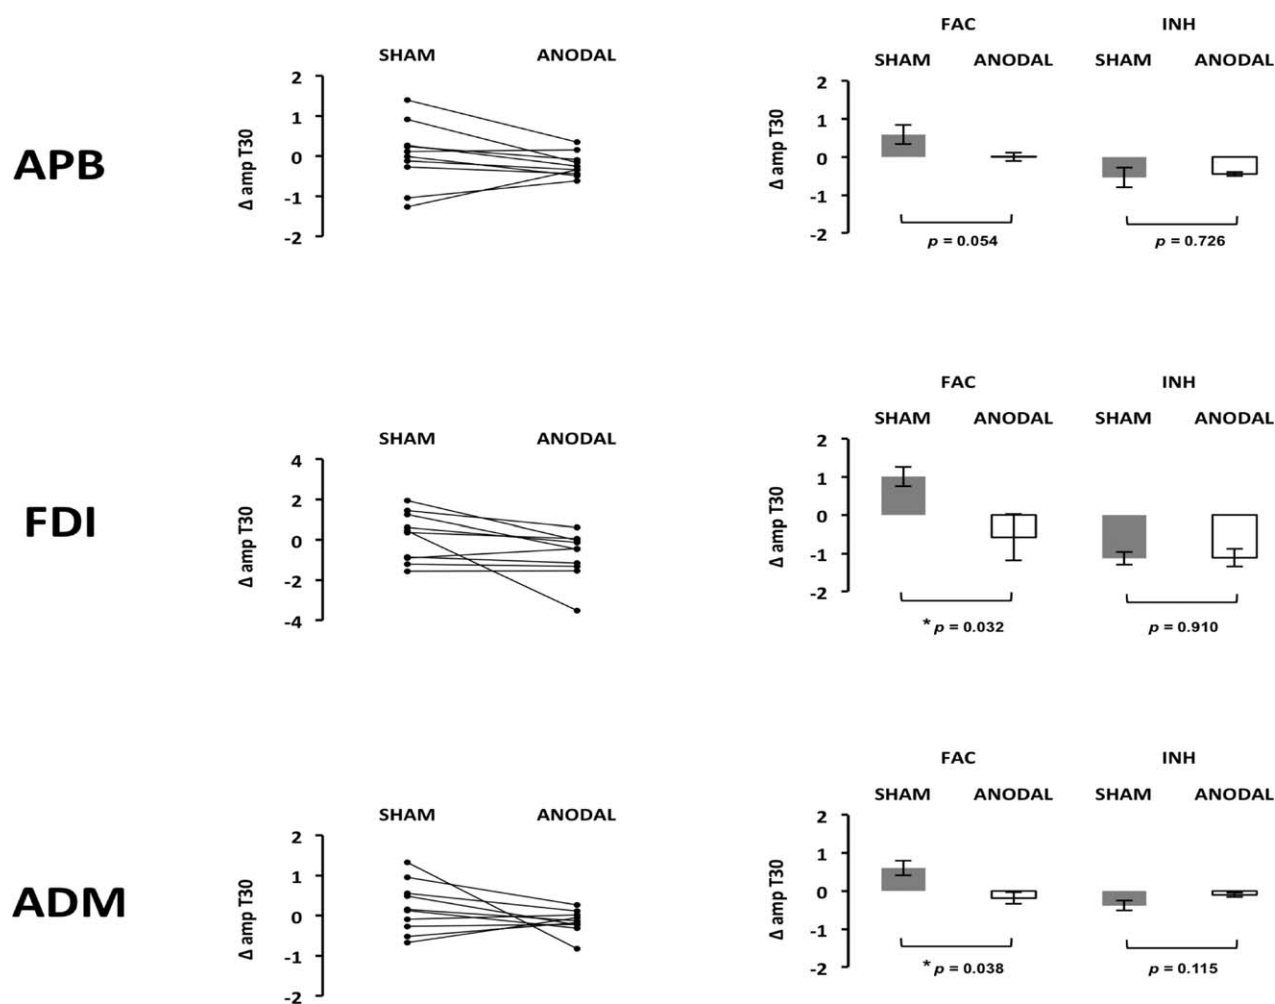 FAC INH
SHAM ANODAL SHAM ANODAL SHAM ANODAL
APB
Δ amp T30
2
1
0
-1
-2
Δ amp T30
2
1
0
-1
-2
p = 0.054 p = 0.726
FAC INH
SHAM ANODAL SHAM ANODAL SHAM ANODAL
FDI
Δ amp T30
4
2
0
-2
-4
Δ amp T30
2
1
0
-1
-2
* p = 0.032 p = 0.910
FAC INH
SHAM ANODAL SHAM ANODAL SHAM ANODAL
ADM
Δ amp T30
2
1
0
-1
-2
Δ amp T30
2
1
0
-1
-2
* p = 0.038 p = 0.115